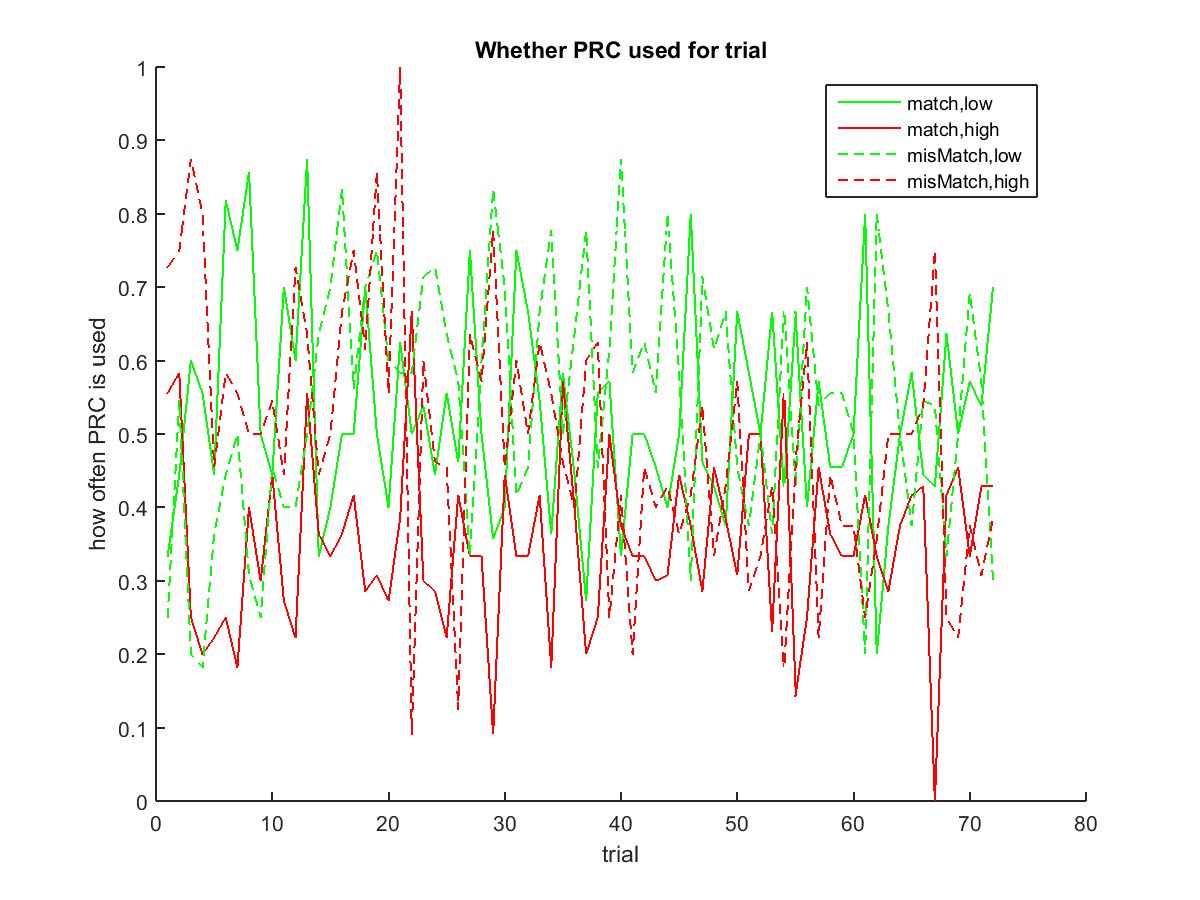 Whether PRC used for trial
match,low
match,high
misMatch,low
misMatch,high
how often PRC is used
1
0.9
0.8
0.7
0.6
0.5
0.4
0.3
0.2
0.1
0
0 10 20 30 40 50 60 70 80
trial